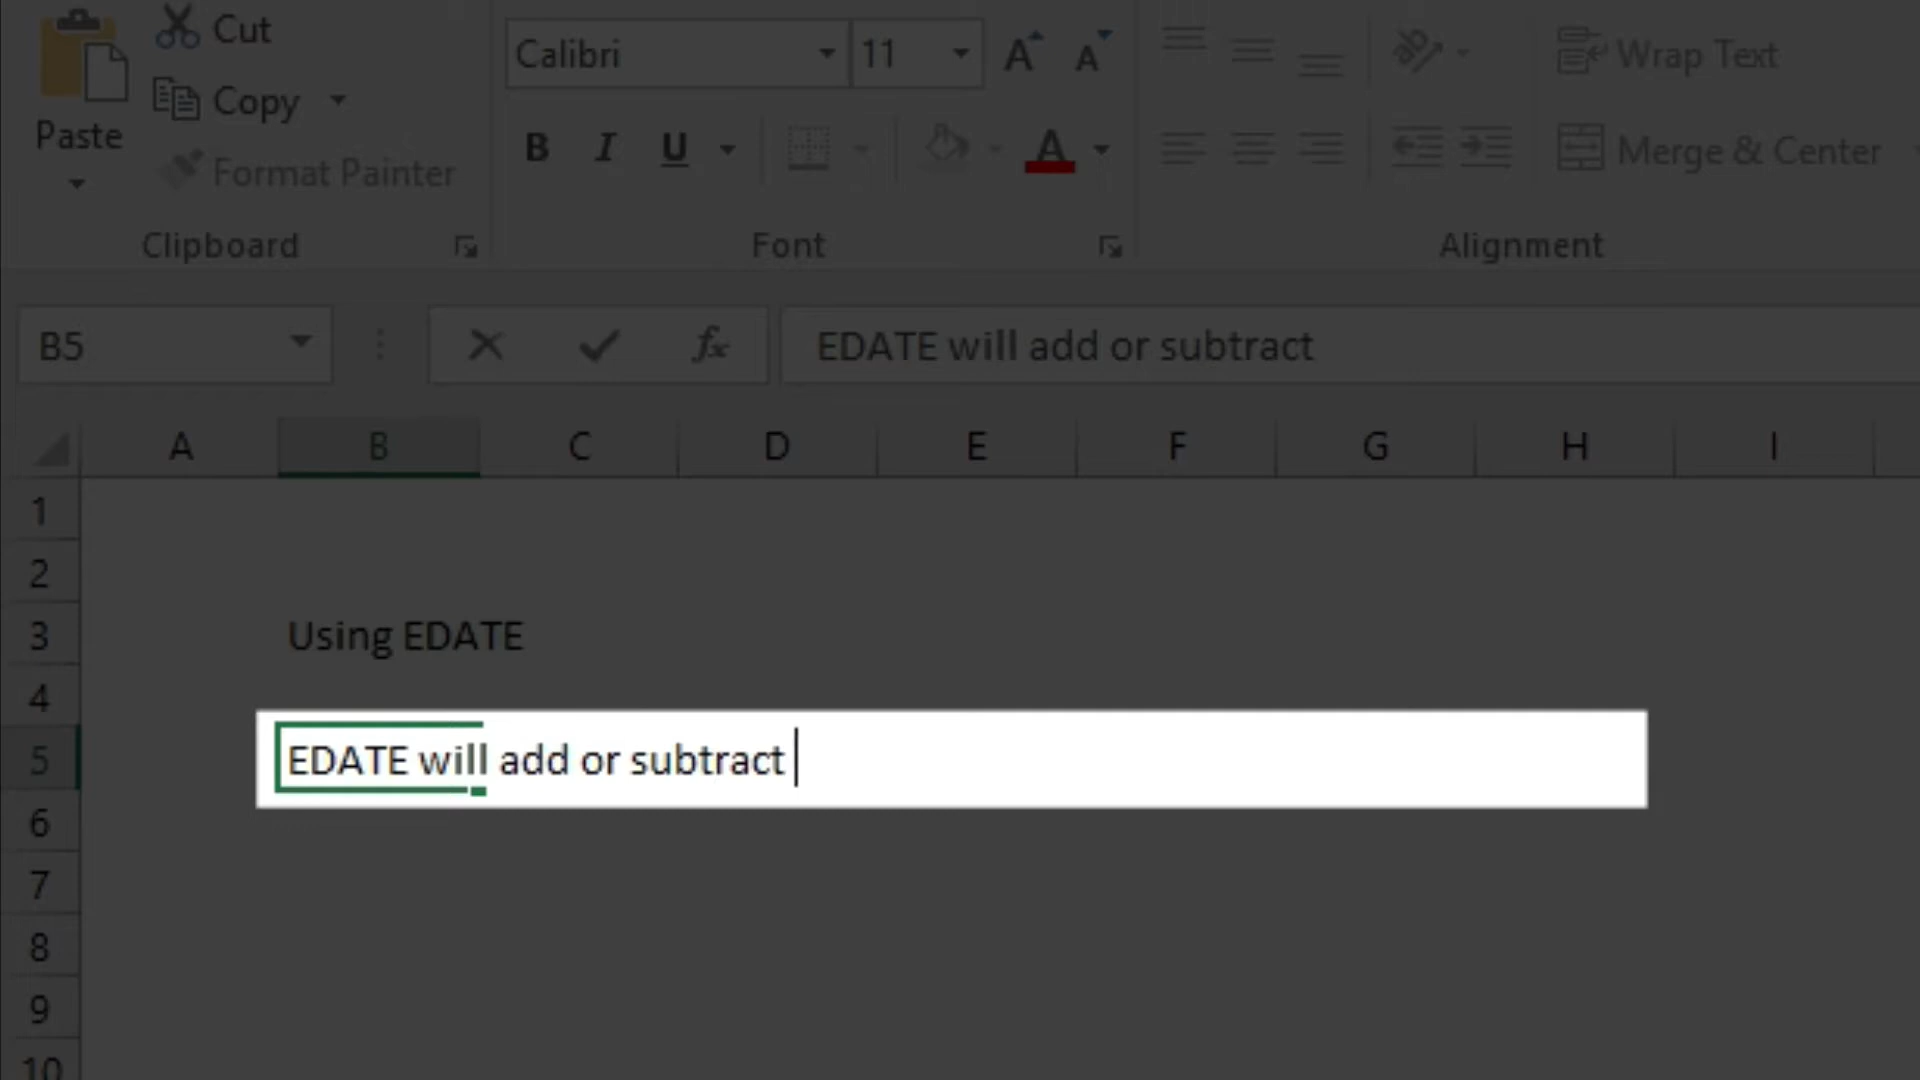 Cut
Copy
Paste
Format Painter
Clipboard
Calibri
11
A A
B I U A
Font
Wrap Text
Merge & Center
Alignment
B5
fx
EDATE will add or subtract
A B C D E F G H I
1
2
3 Using EDATE
4
5 EDATE will add or subtract
6
7
8
9
10